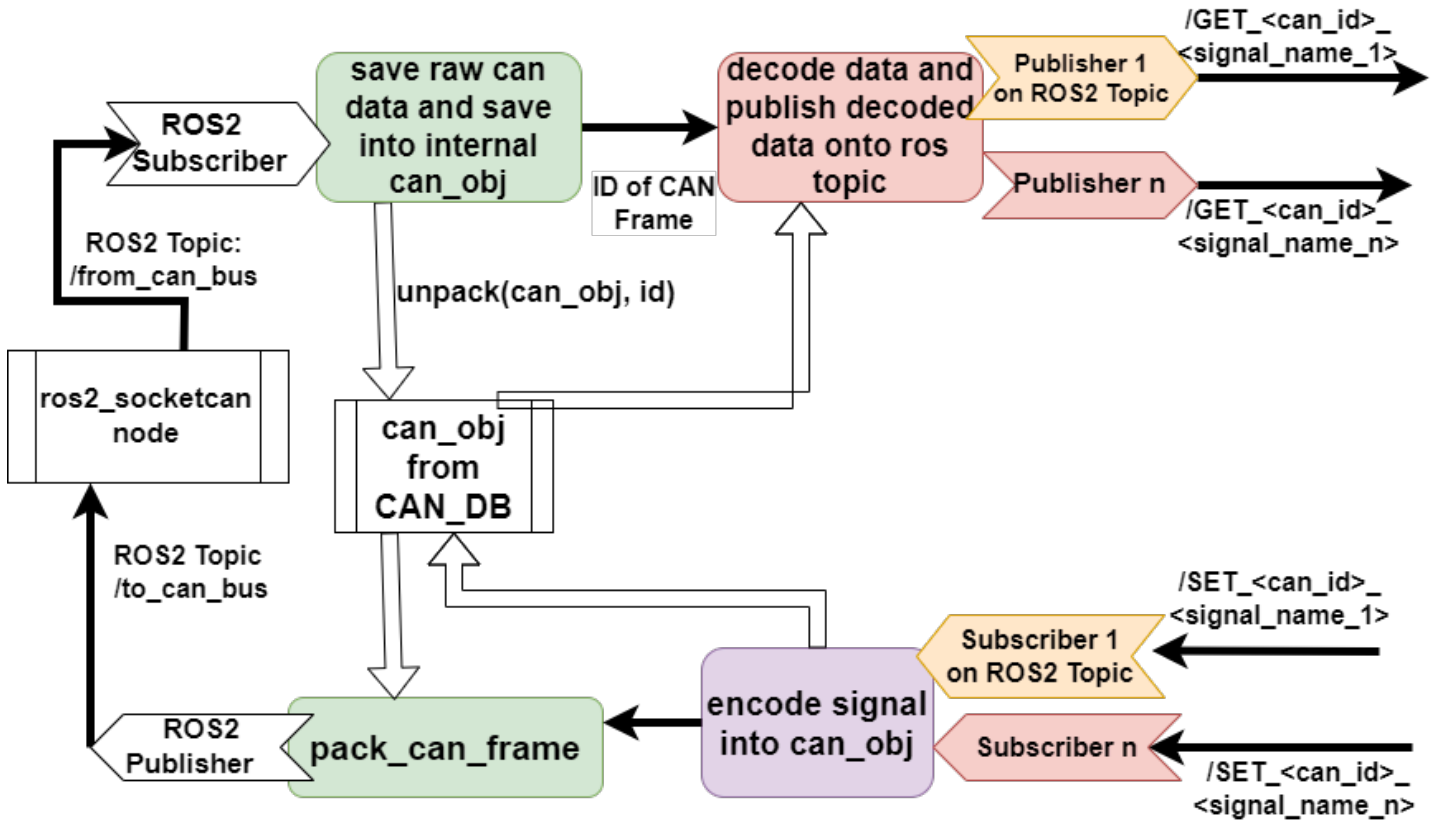 /GET_<can_id>_
<signal_name_1>
save raw can
data and save
into internal
can_obj
decode data and
publish decoded
data onto ros
topic
Publisher 1
on ROS2 Topic
ROS2
Subscriber
ID of CAN
Frame
Publisher n
/GET_<can_id>_
<signal_name_n>
ROS2 Topic:
/from_can_bus
unpack(can_obj, id)
ros2_socketcan
node
can_obj
from
CAN_DB
ROS2 Topic
/to_can_bus
/SET_<can_id>_
<signal_name_1>
Subscriber 1
on ROS2 Topic
encode signal
into can_obj
ROS2
Publisher
pack_can_frame
Subscriber n
/SET_<can_id>_
<signal_name_n>